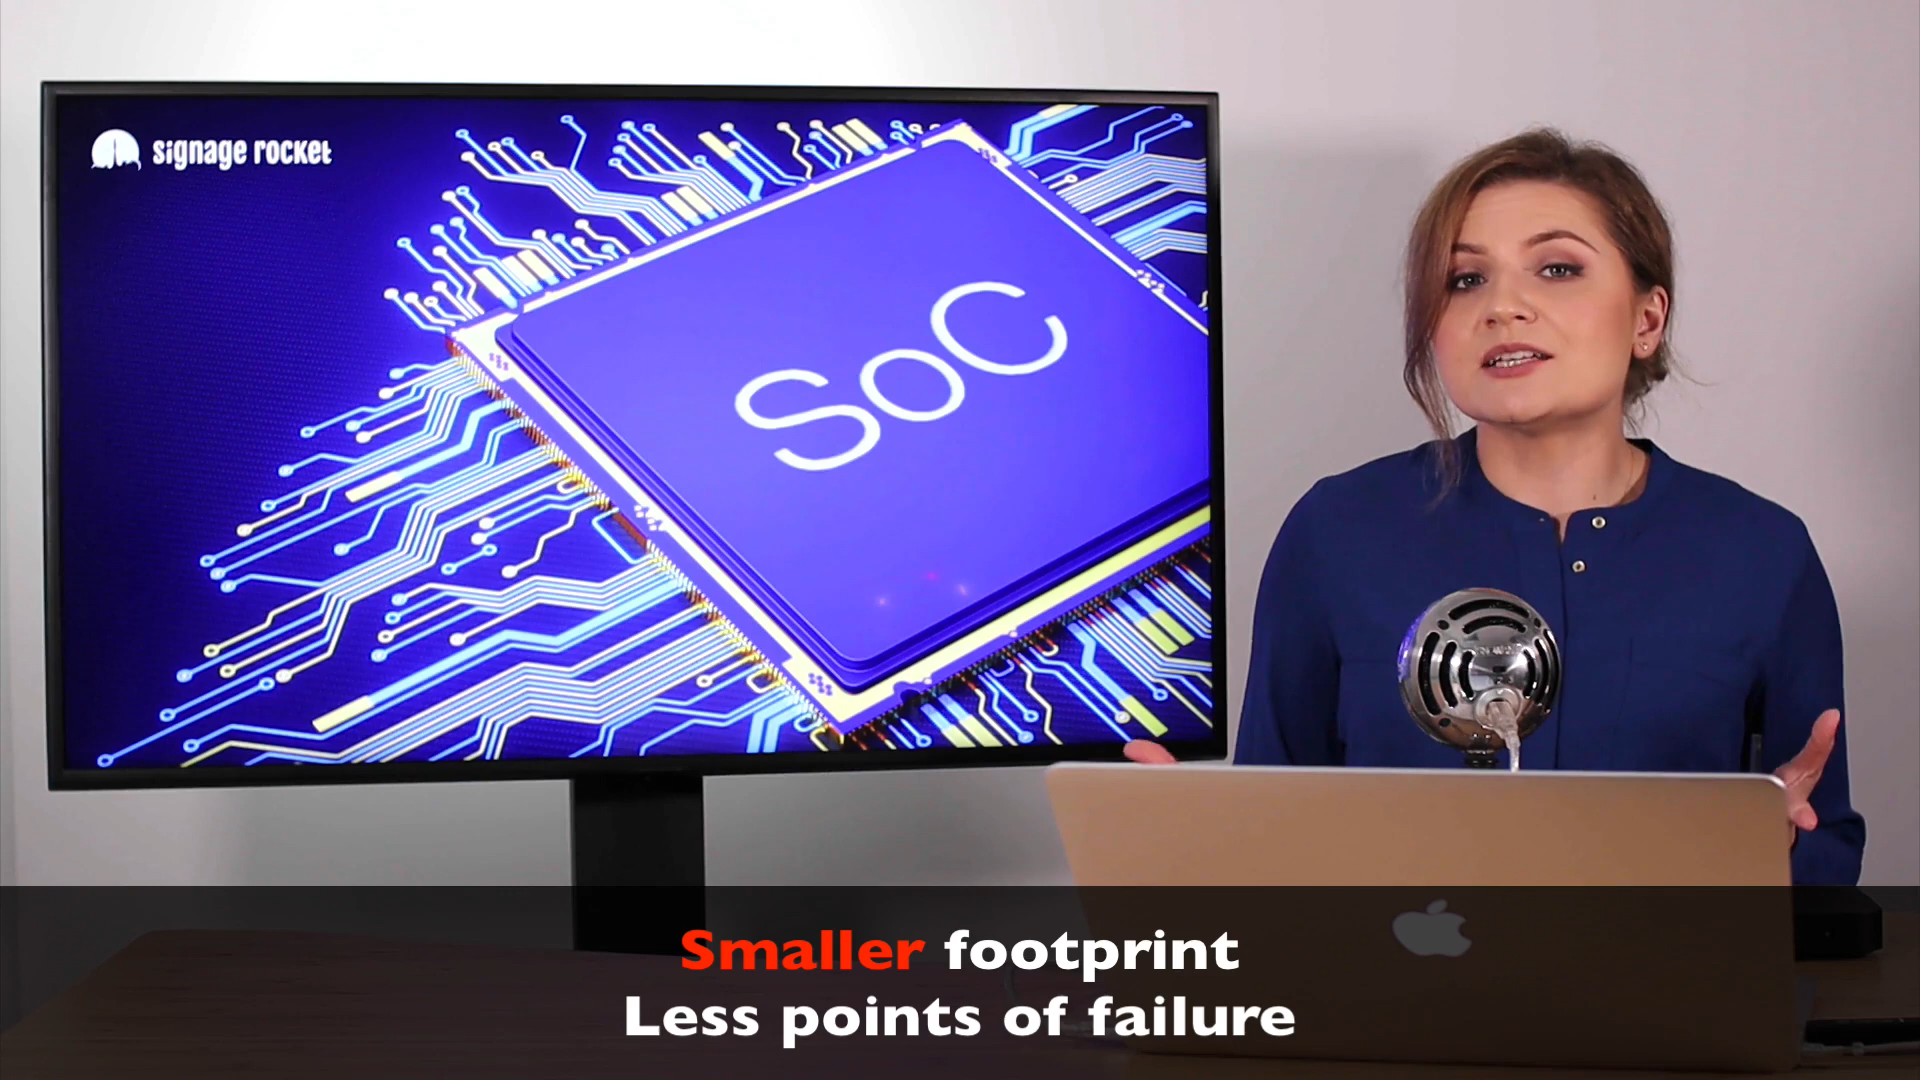 signage rocket
SoC
Smaller footprint
Less points of failure